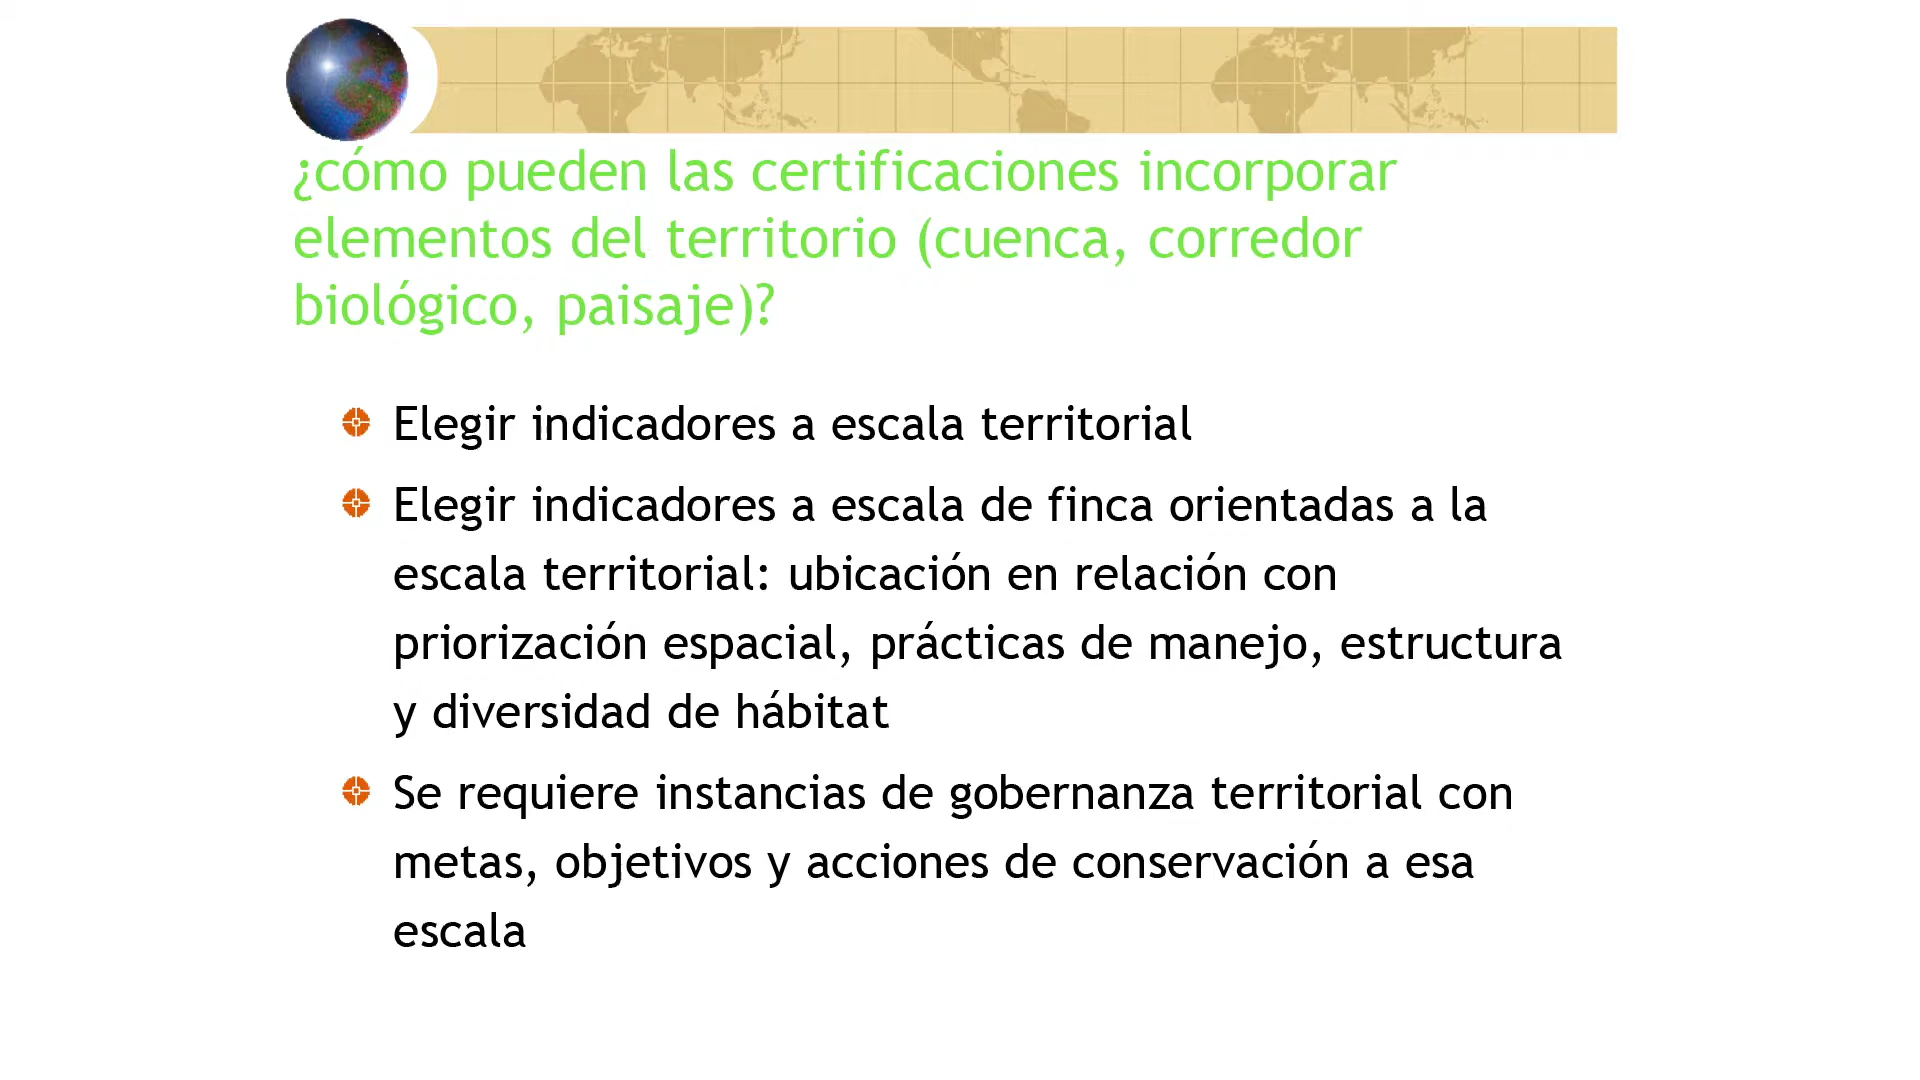 ¿cómo pueden las certificaciones incorporar
elementos del territorio (cuenca, corredor
biológico, paisaje)?
Elegir indicadores a escala territorial
Elegir indicadores a escala de finca orientadas a la
escala territorial: ubicación en relación con
priorización espacial, prácticas de manejo, estructura
y diversidad de hábitat
Se requiere instancias de gobernanza territorial con
metas, objetivos y acciones de conservación a esa
escala